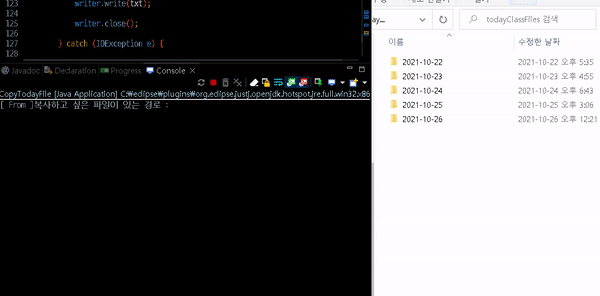 123 writer.write(txt);
124
125 writer.close();
126
127 } catch (IOException e) {
128
Javadoc Declaration Progress Console
CopyTodayFile [Java Application] C:₩eclipse₩plugins₩org.eclipse.justj.openjdk.hotspot.jre.full.win32.x86
[ From ]복사하고 싶은 파일이 있는 경로 :
todayClassFiles 검색
이름 수정한 날짜
2021-10-22 2021-10-22 오후 5:35
2021-10-23 2021-10-23 오후 4:55
2021-10-24 2021-10-24 오후 6:43
2021-10-25 2021-10-25 오후 3:06
2021-10-26 2021-10-26 오후 12:21